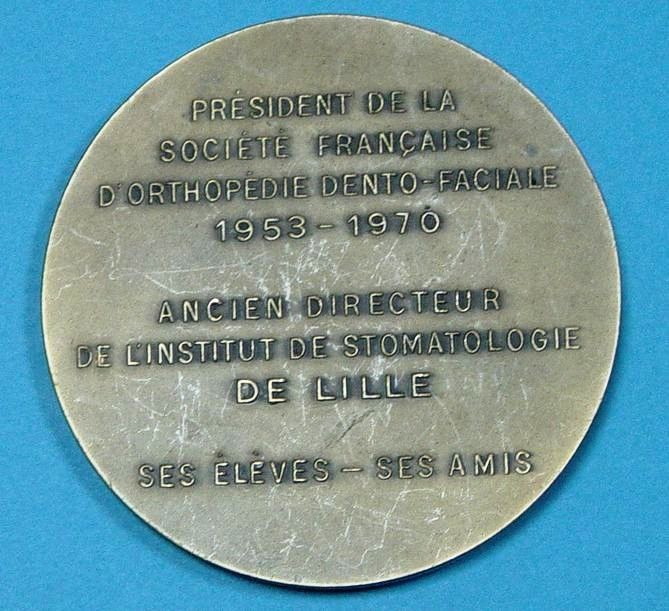 PRÉSIDENT DE LA
SOCIÉTÉ FRANÇAISE
D'ORTHOPÉDIE DENTO-FACIALE
1953-1970
ANCIEN DIRECTEUR
DE L'INSTITUT DE STOMATOLOGIE
DE LILLE
SES ÉLÈVES - SES AMIS